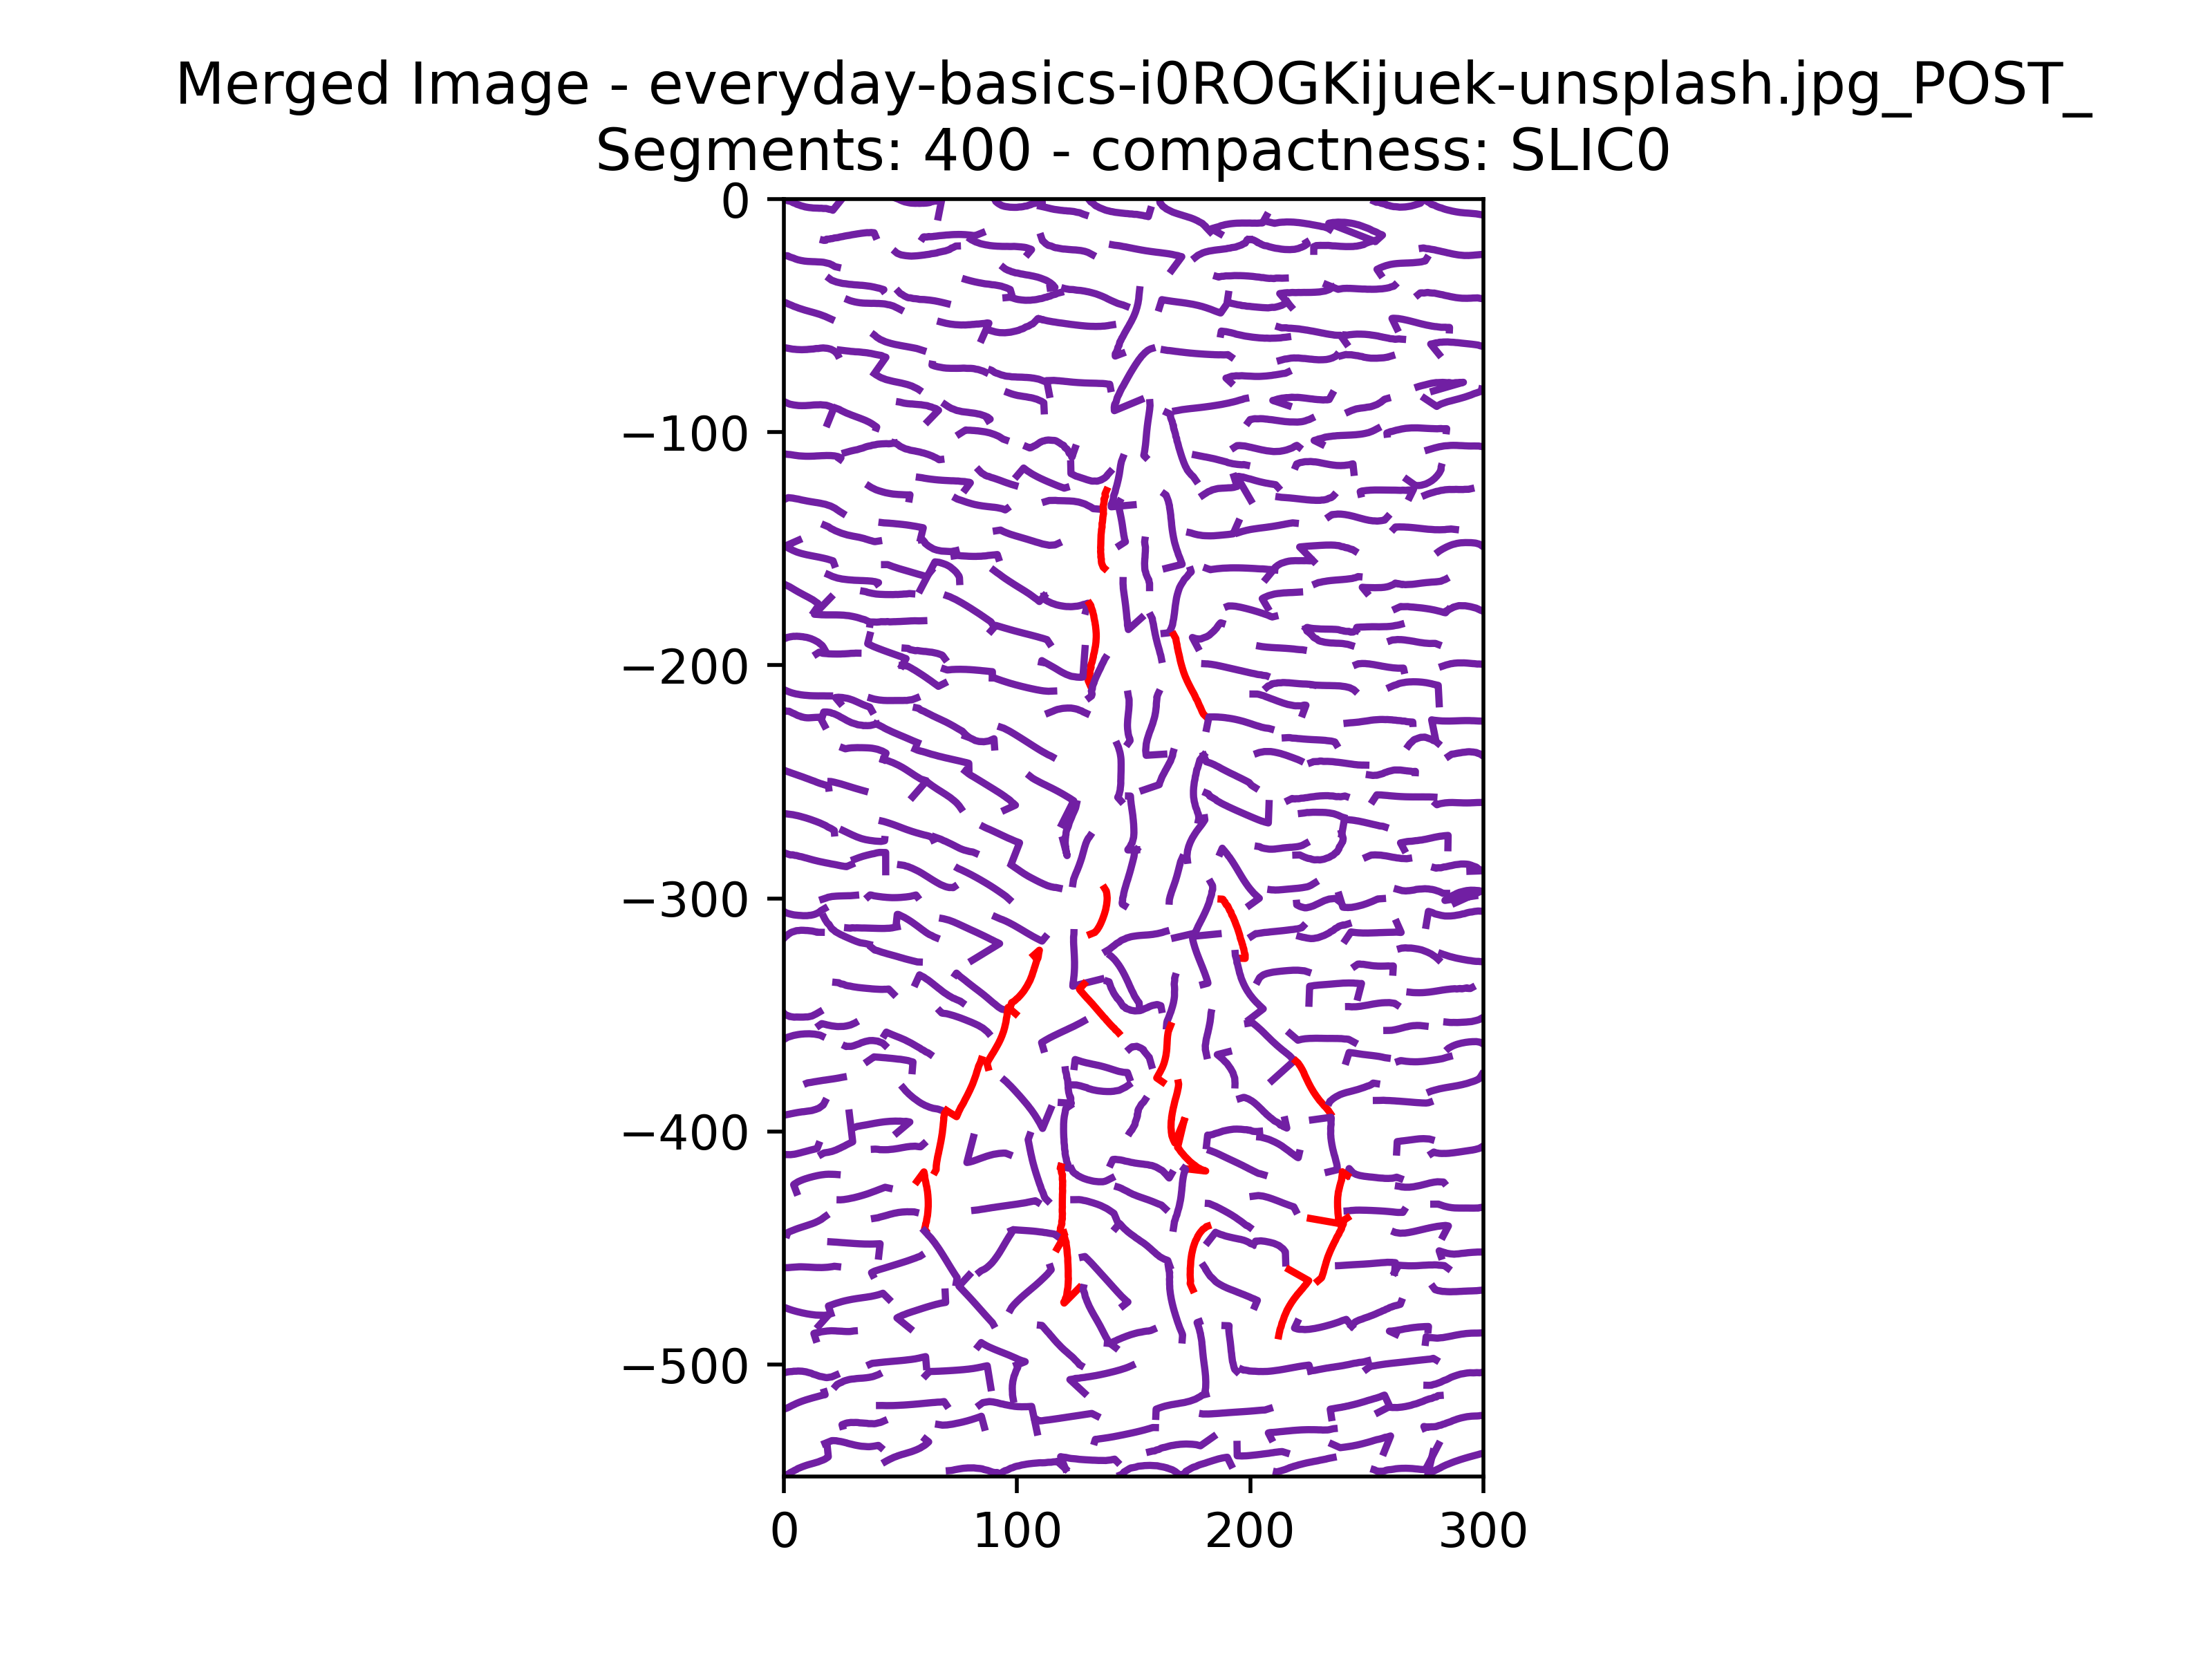 Merged Image - everyday-basics-i0ROGKijuek-unsplash.jpg_POST_
Segments: 400 - compactness: SLIC0
0
−100
−200
−300
−400
−500
0 100 200 300